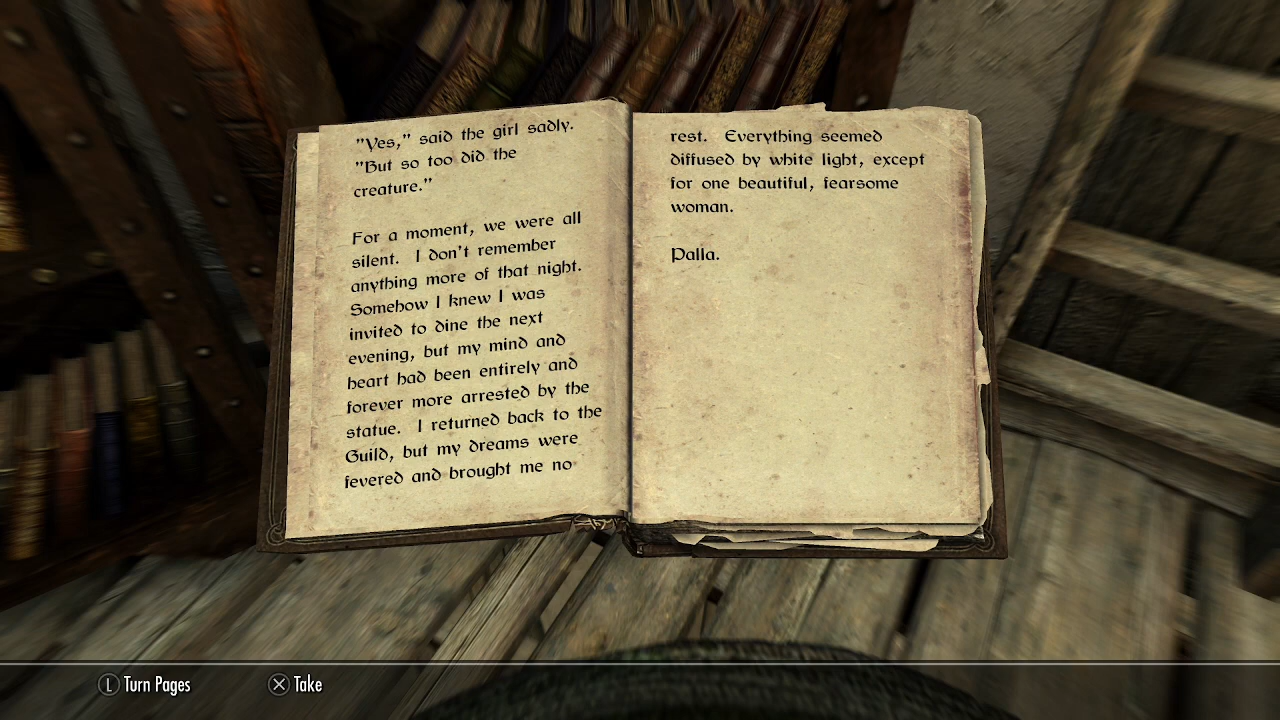 "Yes," said the girl sadly.
"But so too did the
creature."
For a moment, we were all
silent.  I don't remember
anything more of that night.
Somehow I knew I was
invited to dine the next
evening, but my mind and
heart had been entirely and
forever more arrested by the
statue.  I returned back to the
Guild, but my dreams were
fevered and brought me no
rest.  Everything seemed
diffused by white light, except
for one beautiful, fearsome
woman.
Palla.
L Turn Pages
X Take